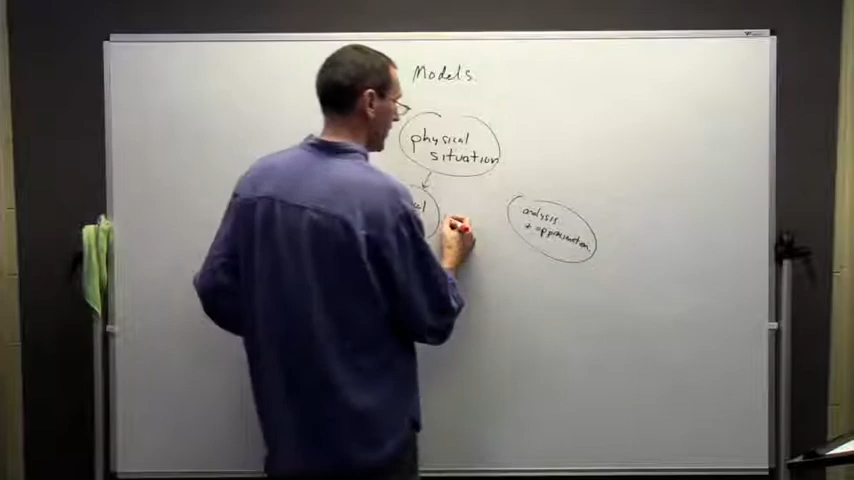 Models
physical
situation
analysis
+ approximation